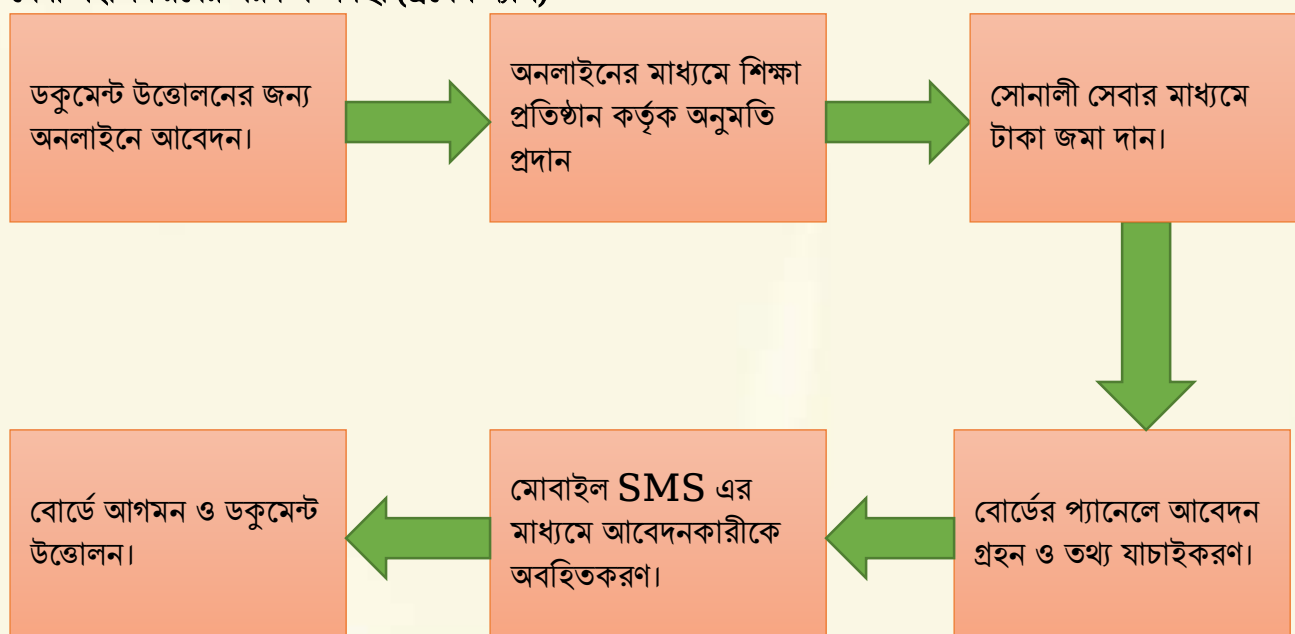 (প্রসেস ম্যাপ)
ডকুমেন্ট উত্তোলনের জন্য
অনলাইনে আবেদন।
অনলাইনের মাধ্যমে শিক্ষা
প্রতিষ্ঠান কর্তৃক অনুমতি
প্রদান
সোনালী সেবার মাধ্যমে
টাকা জমা দান।
বোর্ডের প্যানেলে আবেদন
গ্রহন ও তথ্য যাচাইকরণ।
মোবাইল SMS এর
মাধ্যমে আবেদনকারীকে
অবহিতকরণ।
বোর্ডে আগমন ও ডকুমেন্ট
উত্তোলন।